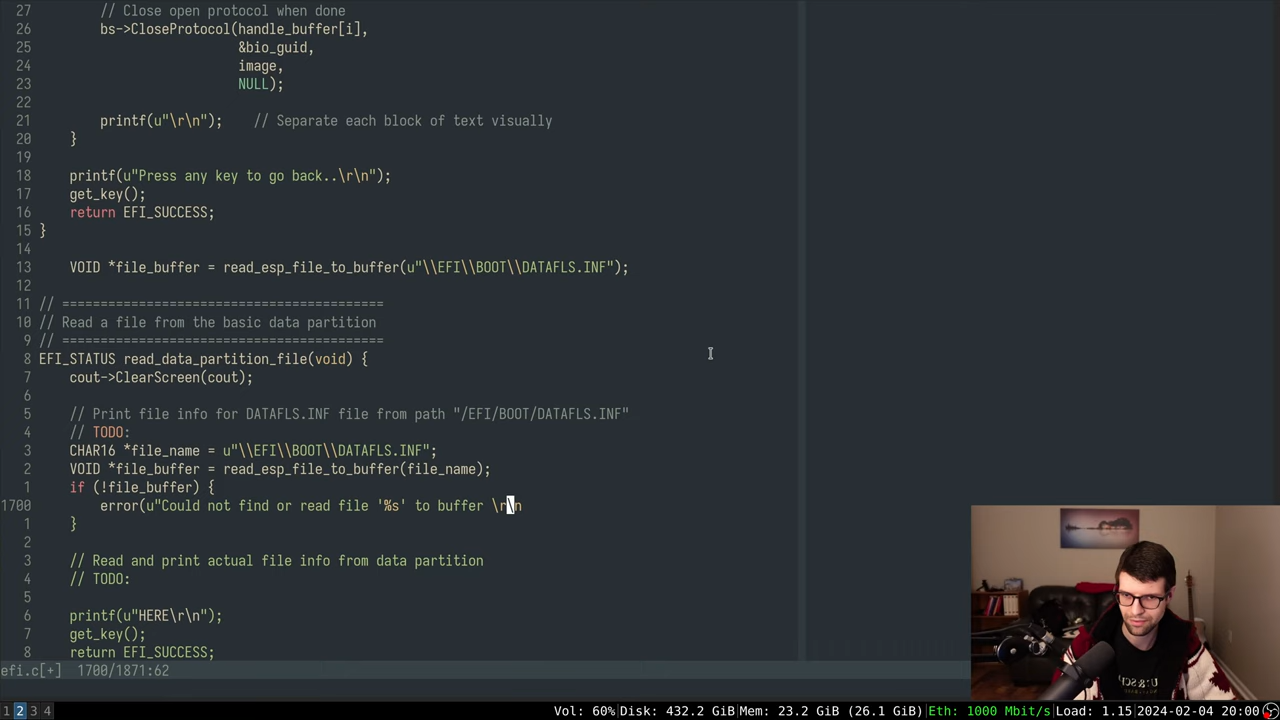 27         // Close open protocol when done
26         bs->CloseProtocol(handle_buffer[i],
25                           &bio_guid,
24                           image,
23                           NULL);
22
21         printf(u"\r\n");    // Separate each block of text visually
20     }
19
18     printf(u"Press any key to go back..\r\n");
17     get_key();
16     return EFI_SUCCESS;
15 }
14
13     VOID *file_buffer = read_esp_file_to_buffer(u"\\EFI\\BOOT\\DATAFLS.INF");
12
11 // ==========================================
10 // Read a file from the basic data partition
9 // ==========================================
8 EFI_STATUS read_data_partition_file(void) {
7     cout->ClearScreen(cout);
6
5     // Print file info for DATAFLS.INF file from path "/EFI/BOOT/DATAFLS.INF"
4     // TODO:
3     CHAR16 *file_name = u"\\EFI\\BOOT\\DATAFLS.INF";
2     VOID *file_buffer = read_esp_file_to_buffer(file_name);
1     if (!file_buffer) {
1700         error(u"Could not find or read file '%s' to buffer \r\n
1     }
2
3     // Read and print actual file info from data partition
4     // TODO:
5
6     printf(u"HERE\r\n");
7     get_key();
8     return EFI_SUCCESS;
efi.c[+]  1700/1871:62
1 2 3 4 Vol: 60% Disk: 432.2 GiB Mem: 23.2 GiB (26.1 GiB) Eth: 1000 Mbit/s Load: 1.15 2024-02-04 20:00